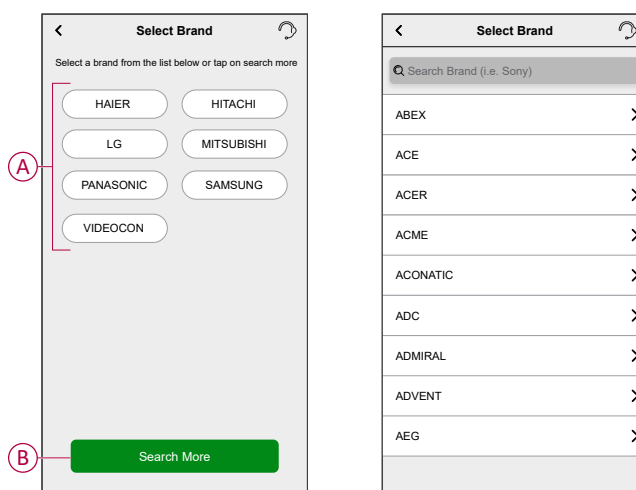 Select Brand
Select a brand from the list below or tap on search more
HAIER
HITACHI
LG
MITSUBISHI
PANASONIC
SAMSUNG
VIDEOCON
A
B
Search More
Select Brand
Search Brand (i.e. Sony)
ABEX
ACE
ACER
ACME
ACONATIC
ADC
ADMIRAL
ADVENT
AEG